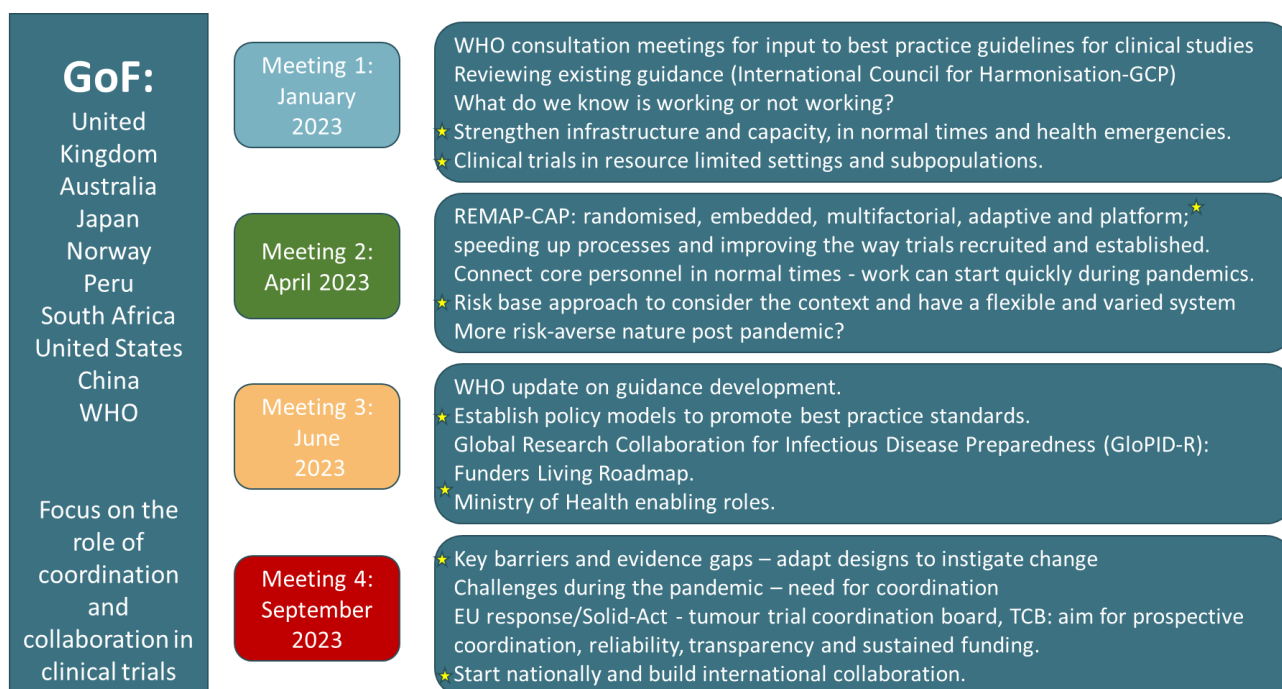 GoF:
United
Kingdom
Australia
Japan
Norway
Peru
South Africa
United States
China
WHO
Focus on the
role of
coordination
and
collaboration in
clinical trials
Meeting 1:
January
2023
WHO consultation meetings for input to best practice guidelines for clinical studies
Reviewing existing guidance (International Council for Harmonisation-GCP)
What do we know is working or not working?
Strengthen infrastructure and capacity, in normal times and health emergencies.
Clinical trials in resource limited settings and subpopulations.
Meeting 2:
April 2023
REMAP-CAP: randomised, embedded, multifactorial, adaptive and platform;
speeding up processes and improving the way trials recruited and established.
Connect core personnel in normal times - work can start quickly during pandemics.
Risk base approach to consider the context and have a flexible and varied system
More risk-averse nature post pandemic?
Meeting 3:
June
2023
WHO update on guidance development.
Establish policy models to promote best practice standards.
Global Research Collaboration for Infectious Disease Preparedness (GloPID-R):
Funders Living Roadmap.
Ministry of Health enabling roles.
Meeting 4:
September
2023
Key barriers and evidence gaps – adapt designs to instigate change
Challenges during the pandemic – need for coordination
EU response/Solid-Act - tumour trial coordination board, TCB: aim for prospective
coordination, reliability, transparency and sustained funding.
Start nationally and build international collaboration.